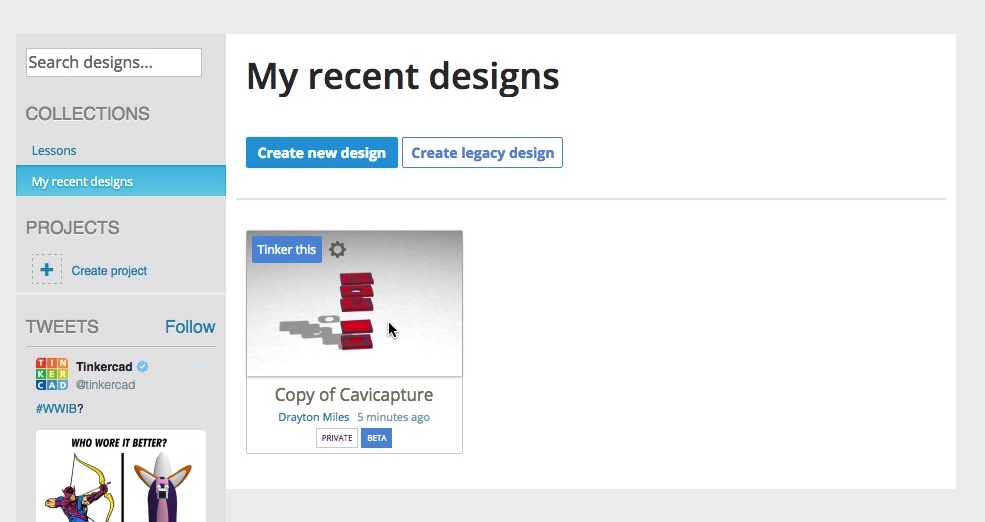 Search designs...
COLLECTIONS
Lessons
My recent designs
PROJECTS
Create project
TWEETS Follow
TIN
KER
CAD
Tinkercad
@tinkercad
#WWIB?
WHO WORE IT BETTER?
My recent designs
Create new design Create legacy design
Tinker this
Copy of Cavicapture
Drayton Miles 5 minutes ago
PRIVATE BETA